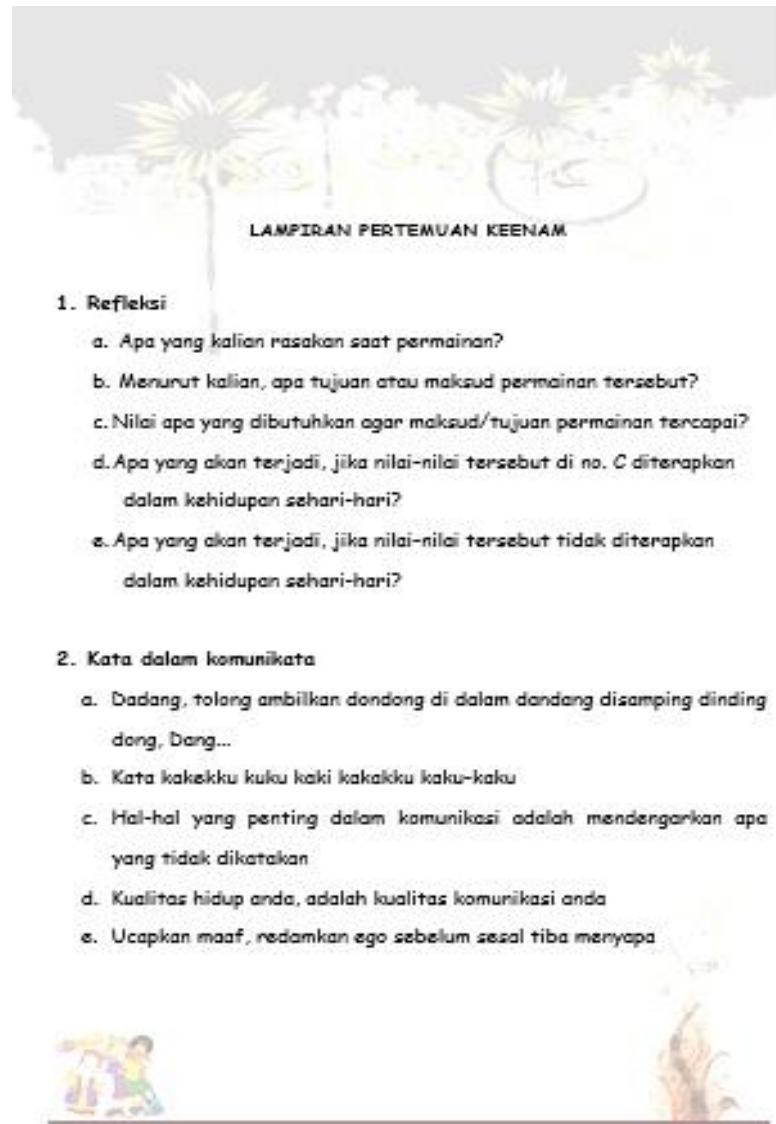 LAMPIRAN PERTEMUAN KEENAM
1. Refleksi
a. Apa yang kalian rasakan saat permainan?
b. Menurut kalian, apa tujuan atau maksud permainan tersebut?
c. Nilai apa yang dibutuhkan agar maksud/tujuan permainan tercapai?
d. Apa yang akan terjadi, jika nilai-nilai tersebut di no. C diterapkan
dalam kehidupan sehari-hari?
e. Apa yang akan terjadi, jika nilai-nilai tersebut tidak diterapkan
dalam kehidupan sehari-hari?
2. Kata dalam komunikata
a. Dadang, tolong ambilkan dondong di dalam dandang disamping dinding
dong, Dang...
b. Kata kakekku kuku kaki kakakku kaku-kaku
c. Hal-hal yang penting dalam komunikasi adalah mendengarkan apa
yang tidak dikatakan
d. Kualitas hidup anda, adalah kualitas komunikasi anda
e. Ucapkan maaf, redamkan ego sebelum sesal tiba menyapa